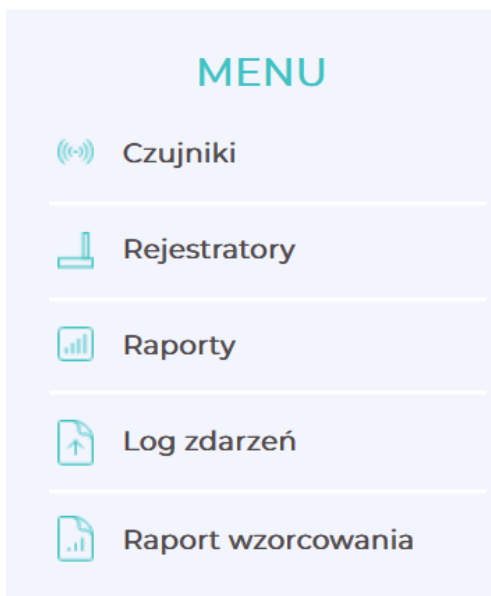 MENU
Czujniki
Rejestratory
Raporty
Log zdarzeń
Raport wzorcowania